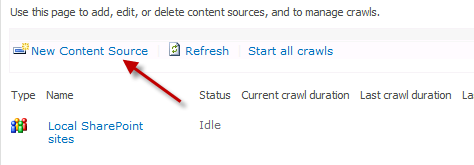 Use this page to add, edit, or delete content sources, and to manage crawls.
New Content Source Refresh Start all crawls
Type Name Status Current crawl duration Last crawl duration La
Local SharePoint Idle
sites